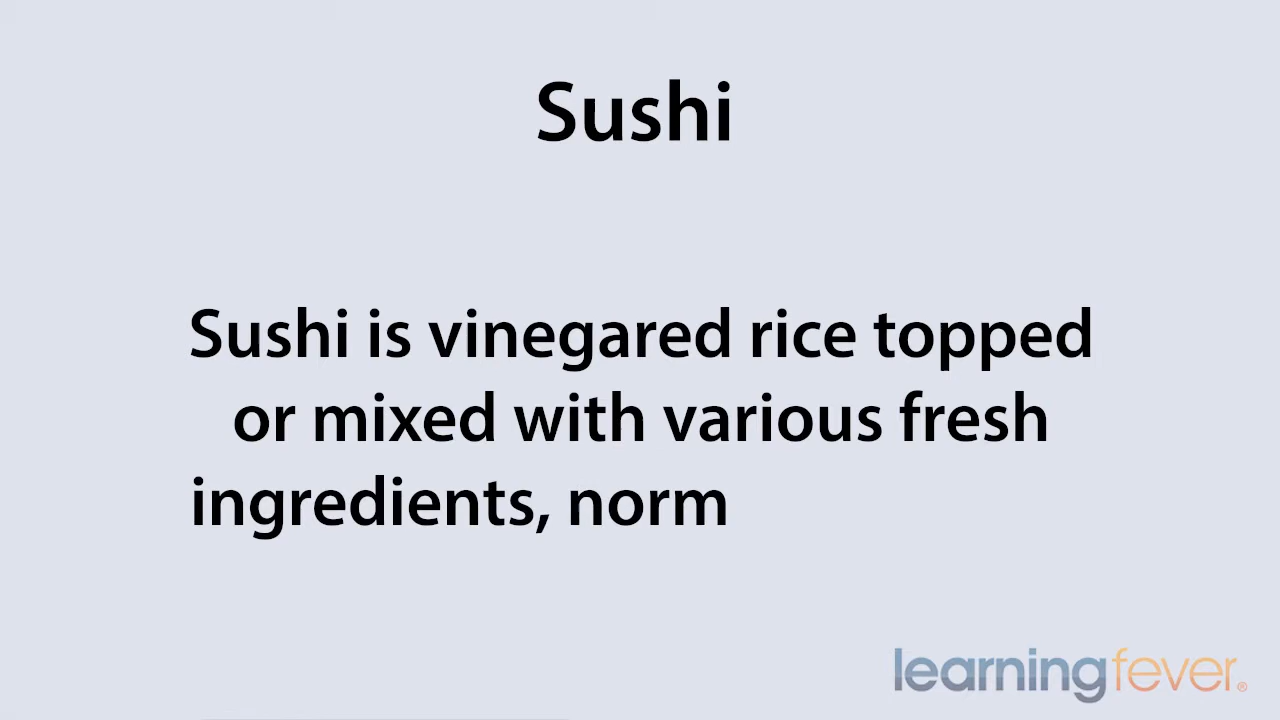 Sushi
Sushi is vinegared rice topped
or mixed with various fresh
ingredients, norm
learningfever®